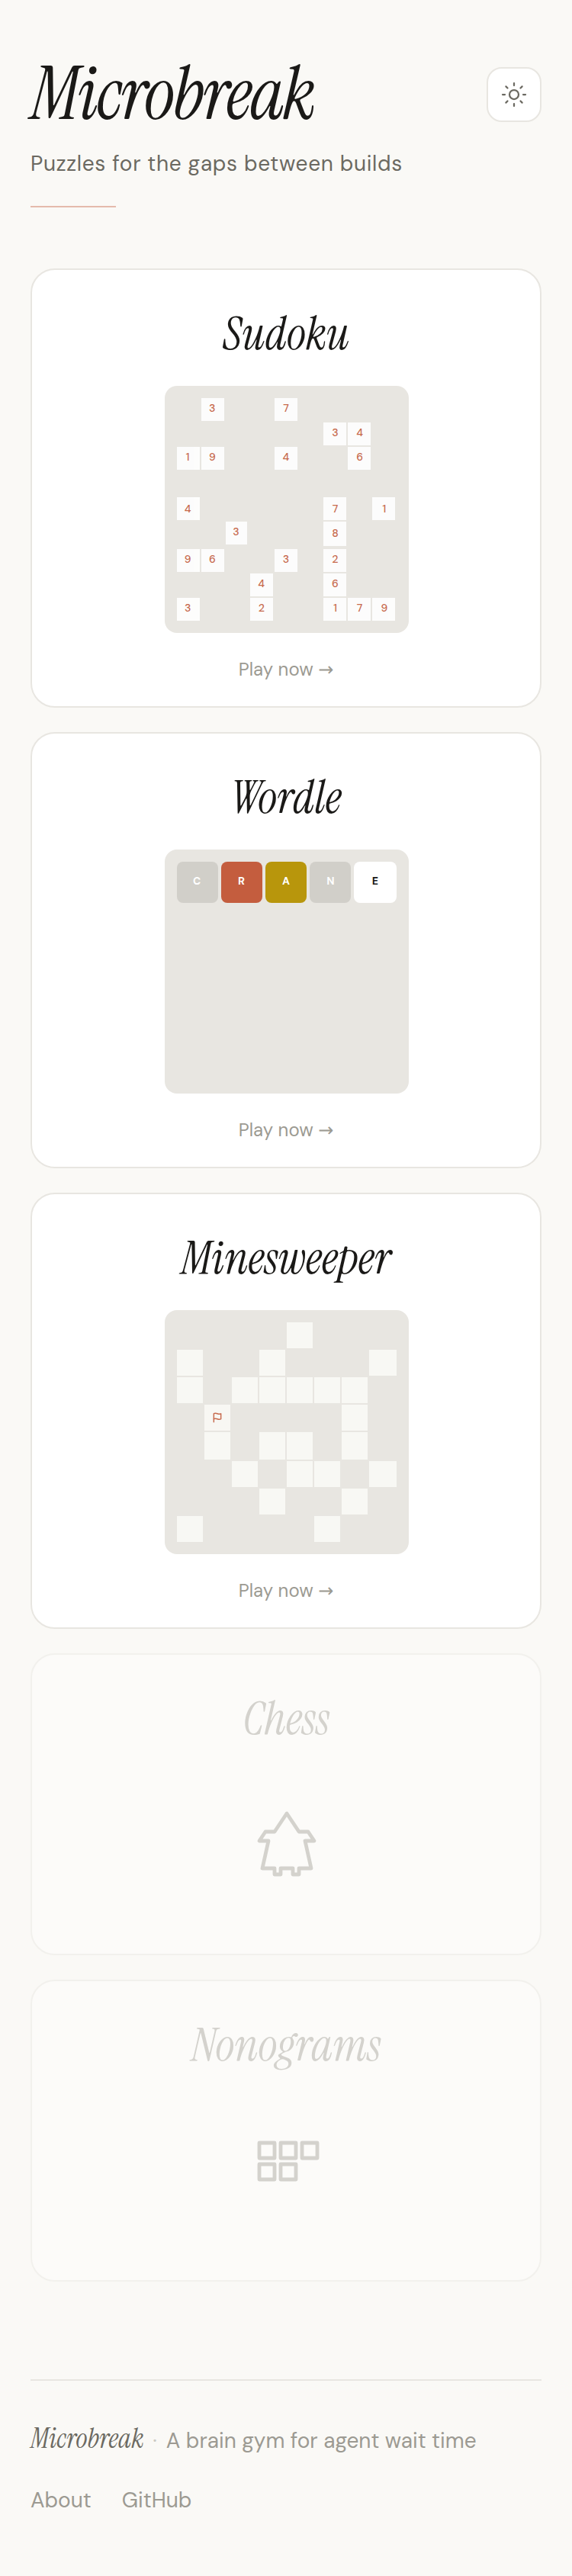 Microbreak
Puzzles for the gaps between builds
Sudoku
3 7
3 4
1 9 4 6
4 7 1
3 8
9 6 3 2
4 6
3 2 1 7 9
Play now →
Wordle
C R A N E
Play now →
Minesweeper
Play now →
Chess
Nonograms
Microbreak · A brain gym for agent wait time
About GitHub